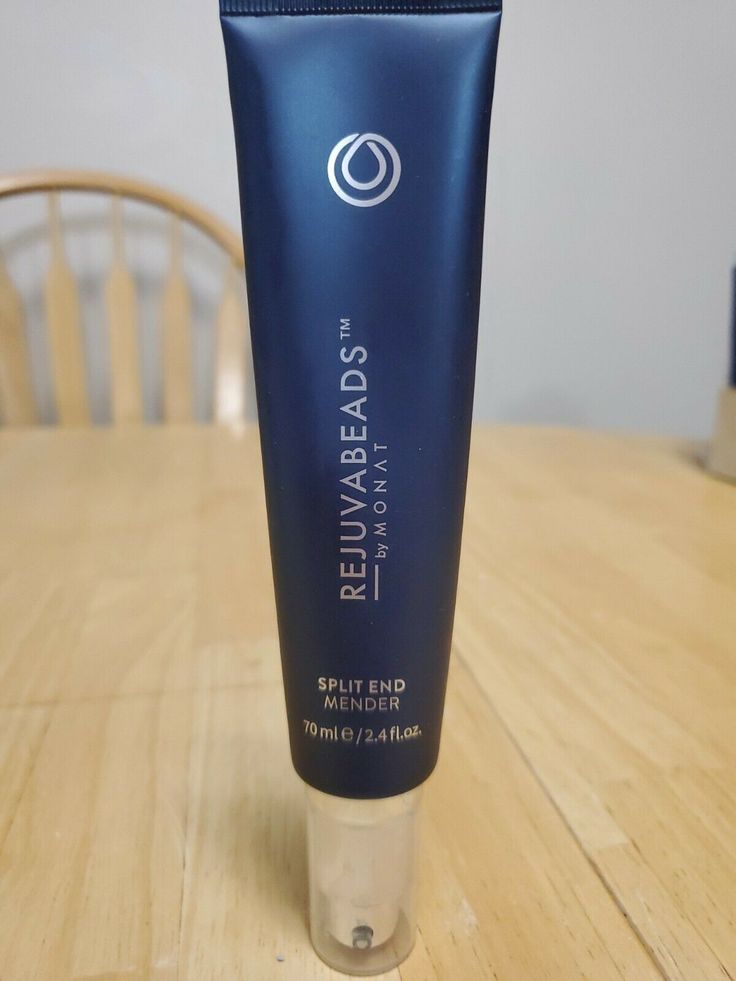 REJUVABEADS™
by MONAT
SPLIT END
MENDER
70 ml ℮ / 2.4 fl.oz.